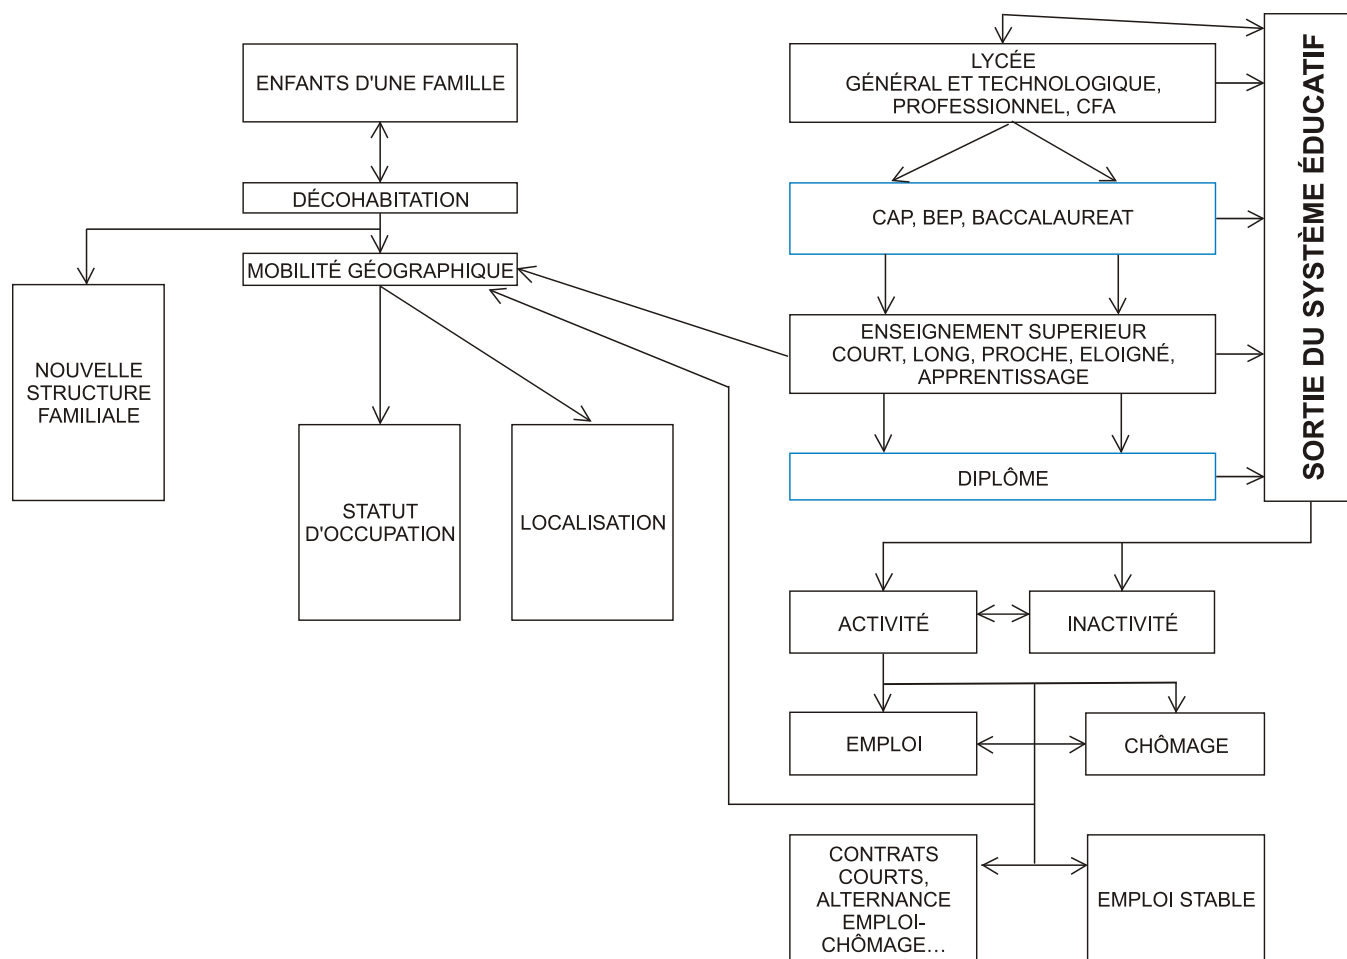 ENFANTS D'UNE FAMILLE
DÉCOHABITATION
MOBILITÉ GÉOGRAPHIQUE
NOUVELLE
STRUCTURE
FAMILIALE
STATUT
D'OCCUPATION
LOCALISATION
LYCÉE
GÉNÉRAL ET TECHNOLOGIQUE,
PROFESSIONNEL, CFA
CAP, BEP, BACCALAUREAT
ENSEIGNEMENT SUPERIEUR
COURT, LONG, PROCHE, ELOIGNÉ,
APPRENTISSAGE
DIPLÔME
SORTIE DU SYSTÈME ÉDUCATIF
ACTIVITÉ
INACTIVITÉ
EMPLOI
CHÔMAGE
CONTRATS
COURTS,
ALTERNANCE
EMPLOI-
CHÔMAGE...
EMPLOI STABLE